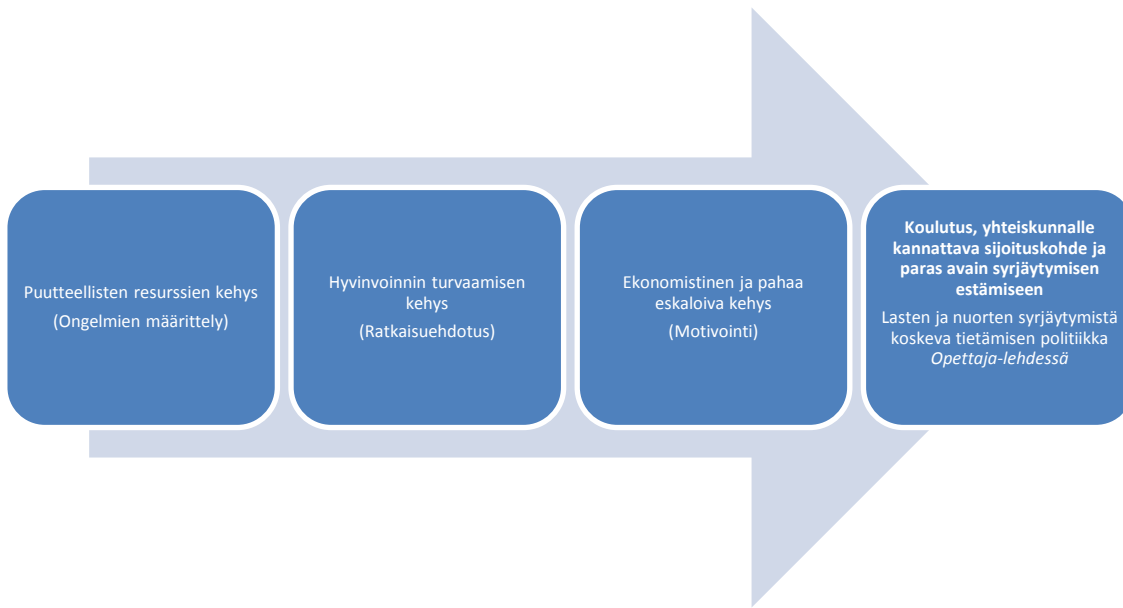 Puutteellisten resurssien kehys
(Ongelmien määrittely)
Hyvinvoinnin turvaamisen
kehys
(Ratkaisuehdotus)
Ekonomistinen ja pahaa
eskaloiva kehys
(Motivointi)
Koulutus, yhteiskunnalle
kannattava sijoituskohde ja
paras avain syrjäytymisen
estämiseen
Lasten ja nuorten syrjäytymistä
koskeva tietämisen politiikka
Opettaja-lehdessä